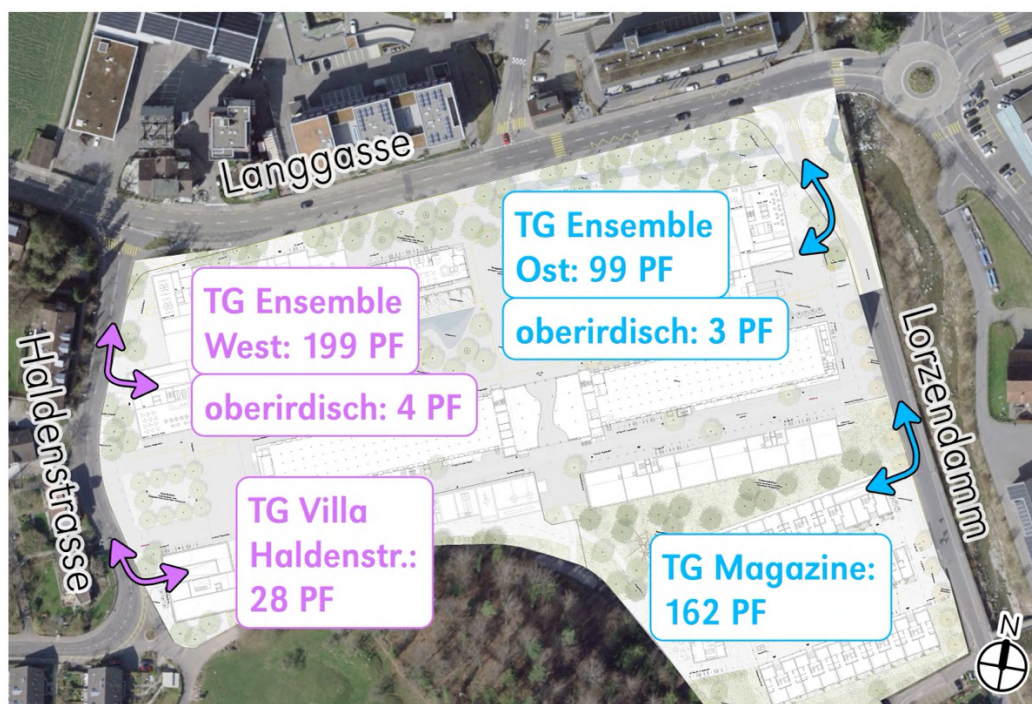 Langgasse
TG Ensemble
Ost: 99 PF
oberirdisch: 3 PF
TG Ensemble
West: 199 PF
oberirdisch: 4 PF
Haldenstrasse
Lorzendamm
TG Villa
Haldenstr.:
28 PF
TG Magazine:
162 PF
N